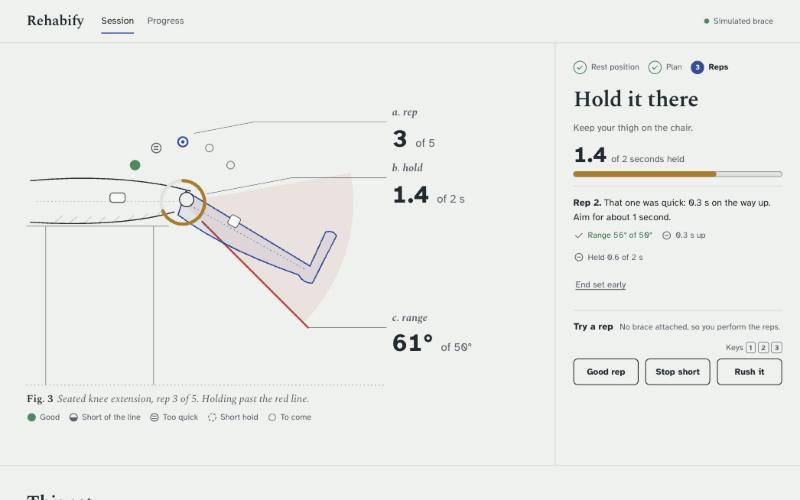 Rehabify
Session
Progress
Simulated brace
a. rep
3 of 5
b. hold
1.4 of 2 s
c. range
61° of 50°
Fig. 3 Seated knee extension, rep 3 of 5. Holding past the red line.
Good
Short of the line
Too quick
Short hold
To come
Rest position
Plan
3 Reps
Hold it there
Keep your thigh on the chair.
1.4 of 2 seconds held
Rep 2. That one was quick: 0.3 s on the way up.
Aim for about 1 second.
Range 56° of 50°
0.3 s up
Held 0.6 of 2 s
End set early
Try a rep No brace attached, so you perform the reps.
Keys 1 2 3
Good rep
Stop short
Rush it